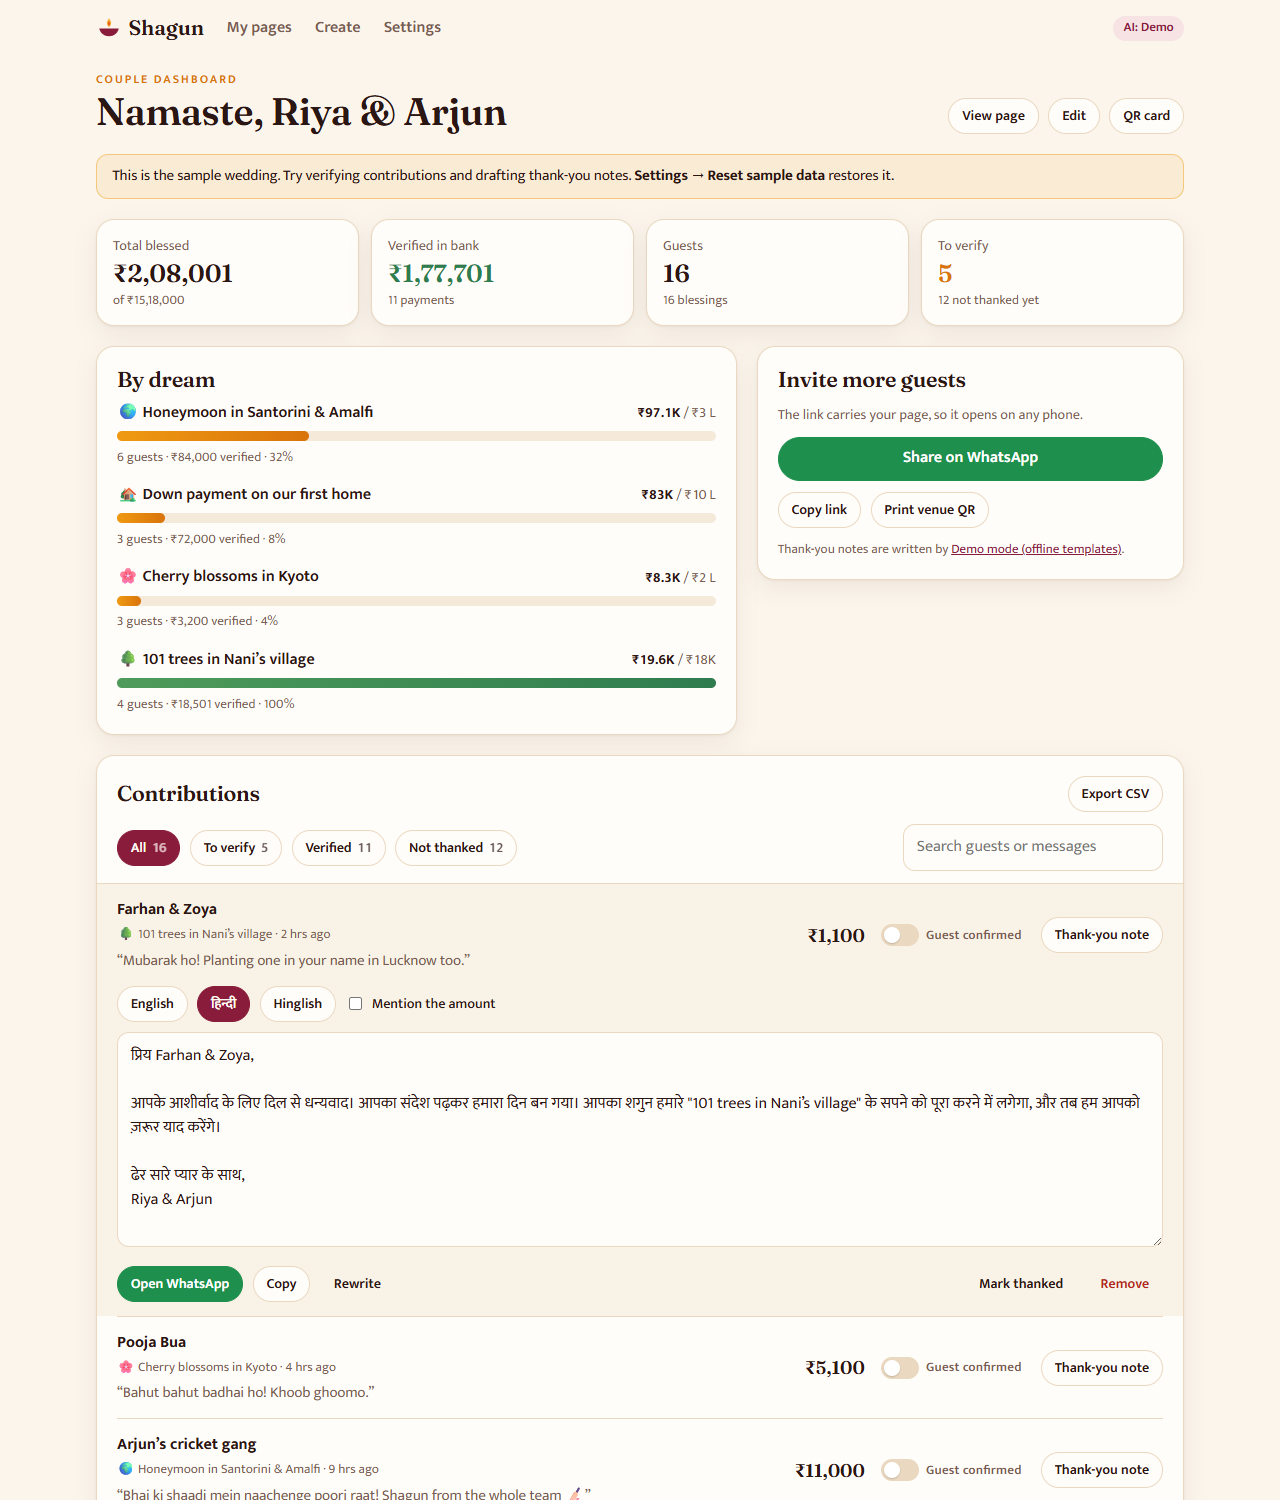 Shagun My pages Create Settings AI: Demo
COUPLE DASHBOARD
Namaste, Riya & Arjun
View page Edit QR card
This is the sample wedding. Try verifying contributions and drafting thank-you notes. Settings → Reset sample data restores it.
Total blessed
₹2,08,001
of ₹15,18,000
Verified in bank
₹1,77,701
11 payments
Guests
16
16 blessings
To verify
5
12 not thanked yet
By dream
Honeymoon in Santorini & Amalfi ₹97.1K / ₹3 L
6 guests · ₹84,000 verified · 32%
Down payment on our first home ₹83K / ₹10 L
3 guests · ₹72,000 verified · 8%
Cherry blossoms in Kyoto ₹8.3K / ₹2 L
3 guests · ₹3,200 verified · 4%
101 trees in Nani’s village ₹19.6K / ₹18K
4 guests · ₹18,501 verified · 100%
Invite more guests
The link carries your page, so it opens on any phone.
Share on WhatsApp
Copy link Print venue QR
Thank-you notes are written by Demo mode (offline templates).
Contributions Export CSV
All 16 To verify 5 Verified 11 Not thanked 12 Search guests or messages
Farhan & Zoya
101 trees in Nani’s village · 2 hrs ago
“Mubarak ho! Planting one in your name in Lucknow too.”
₹1,100 Guest confirmed Thank-you note
English हिन्दी Hinglish Mention the amount
प्रिय Farhan & Zoya,
आपके आशीर्वाद के लिए दिल से धन्यवाद। आपका संदेश पढ़कर हमारा दिन बन गया। आपका शगुन हमारे "101 trees in Nani’s village" के सपने को पूरा करने में लगेगा, और तब हम आपको
ज़रूर याद करेंगे।
ढेर सारे प्यार के साथ,
Riya & Arjun
Open WhatsApp Copy Rewrite Mark thanked Remove
Pooja Bua
Cherry blossoms in Kyoto · 4 hrs ago
“Bahut bahut badhai ho! Khoob ghoomo.”
₹5,100 Guest confirmed Thank-you note
Arjun’s cricket gang
Honeymoon in Santorini & Amalfi · 9 hrs ago
“Bhai ki shaadi mein naachenge poori raat! Shagun from the whole team 🏏”
₹11,000 Guest confirmed Thank-you note